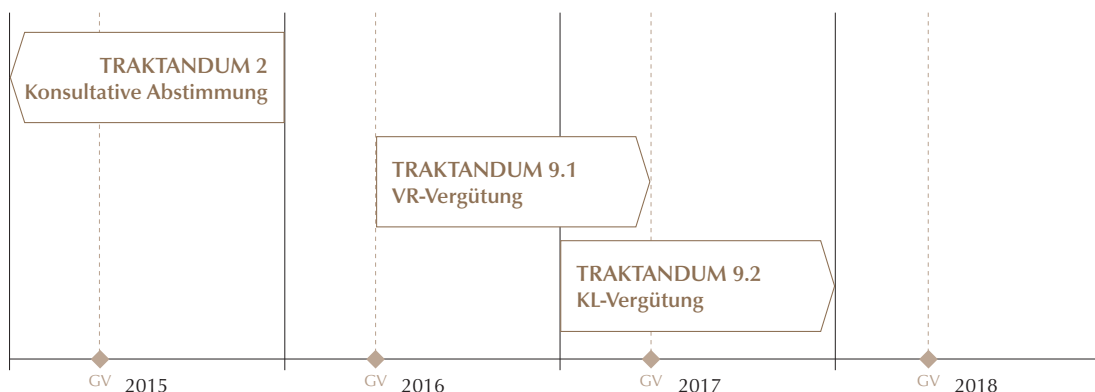 TRAKTANDUM 2
Konsultative Abstimmung
TRAKTANDUM 9.1
VR-Vergütung
TRAKTANDUM 9.2
KL-Vergütung
GV 2015 GV 2016 GV 2017 GV 2018